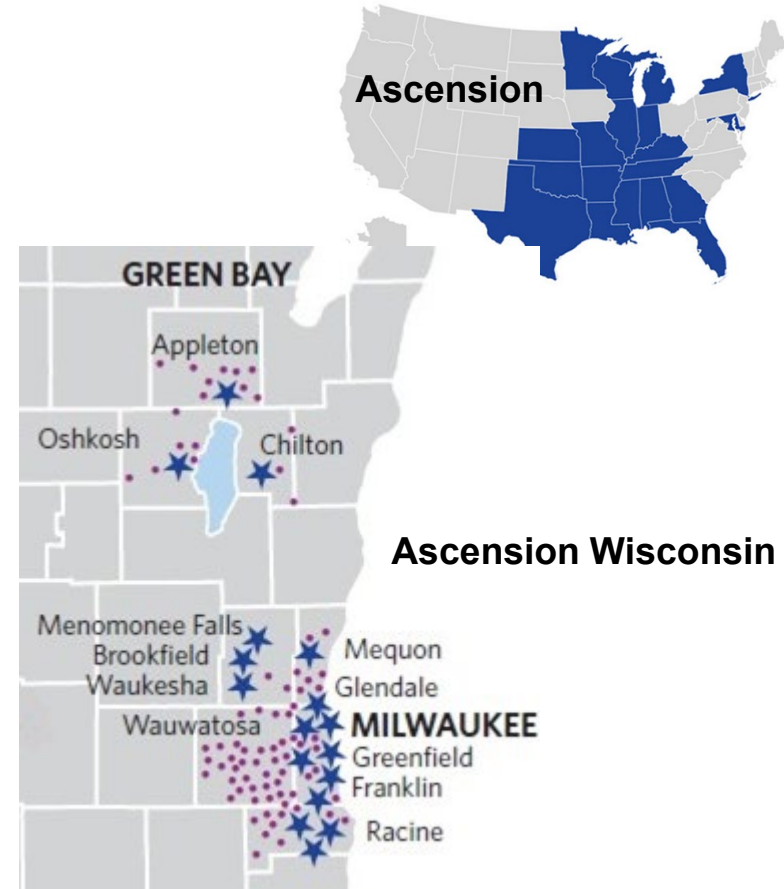 Ascension
GREEN BAY
Appleton
Oshkosh
Chilton
Ascension Wisconsin
Menomonee Falls
Brookfield
Waukesha
Mequon
Glendale
Wauwatosa
MILWAUKEE
Greenfield
Franklin
Racine